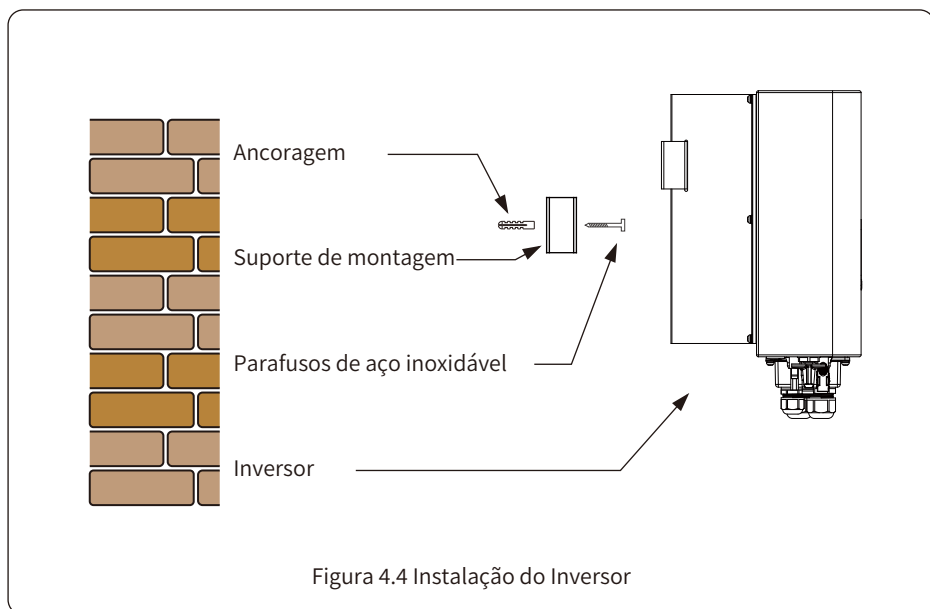 Ancoragem
Suporte de montagem
Parafusos de aço inoxidável
Inversor
Figura 4.4 Instalação do Inversor